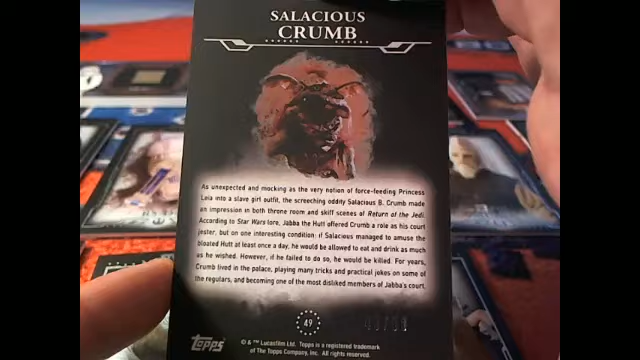 SALACIOUS
CRUMB
As unexpected and mocking as the very notion of force-feeding Princess
Leia into a slave girl outfit, the screeching oddity Salacious B. Crumb made
an impression in both throne room and skiff scenes of Return of the Jedi.
According to Star Wars lore, Jabba the Hutt offered Crumb a role as his court
jester, but on one interesting condition: if Salacious managed to amuse the
bloated Hutt at least once a day, he would be allowed to eat and drink as much
as he wished. However, if he failed to do so, he would be killed. For years,
Crumb lived in the palace, playing many tricks and practical jokes on some of
the regulars, and becoming one of the most disliked members of Jabba's court.
49
Topps
© & ™ Lucasfilm Ltd. Topps is a registered trademark
of The Topps Company, Inc. All rights reserved.